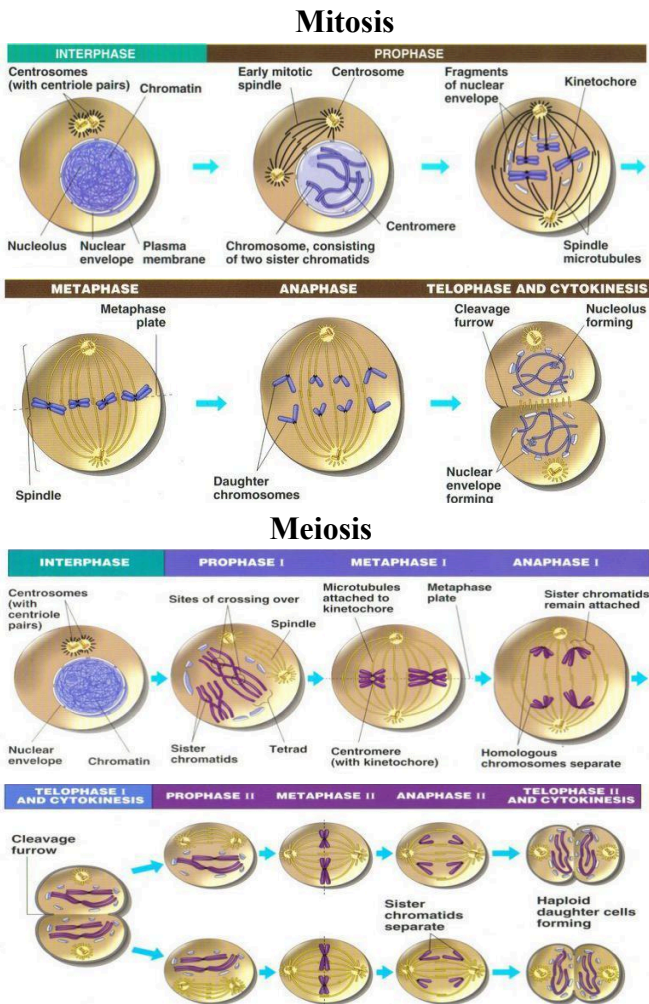 Mitosis
INTERPHASE
PROPHASE
Centrosomes
(with centriole pairs)
Chromatin
Early mitotic
spindle
Centrosome
Fragments
of nuclear
envelope
Kinetochore
Nucleolus
Nuclear
envelope
Plasma
membrane
Centromere
Chromosome, consisting
of two sister chromatids
Spindle
microtubules
METAPHASE
ANAPHASE
TELOPHASE AND CYTOKINESIS
Metaphase
plate
Cleavage
furrow
Nucleolus
forming
Spindle
Daughter
chromosomes
Nuclear
envelope
forming
Meiosis
INTERPHASE
PROPHASE I
METAPHASE I
ANAPHASE I
Centrosomes
(with
centriole
pairs)
Sites of crossing over
Spindle
Microtubules
attached to
kinetochore
Metaphase
plate
Sister chromatids
remain attached
Nuclear
envelope
Chromatin
Sister
chromatids
Tetrad
Centromere
(with kinetochore)
Homologous
chromosomes separate
TELOPHASE I
AND CYTOKINESIS
PROPHASE II
METAPHASE II
ANAPHASE II
TELOPHASE II
AND CYTOKINESIS
Cleavage
furrow
Sister
chromatids
separate
Haploid
daughter cells
forming